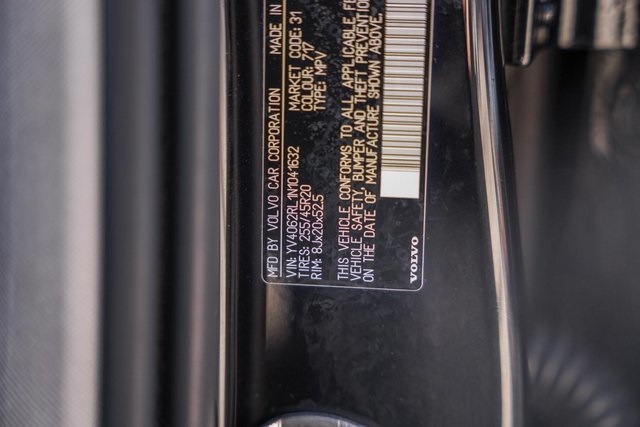 MFD BY VOLVO CAR CORPORATION MADE IN
VIN: YV4062RL1N1041632 MARKET CODE: 31
TIRES: 255/45R20 COLOUR: 717
RIM: 8Jx20x52.5 TYPE: MPV
THIS VEHICLE CONFORMS TO ALL APPLICABLE
VEHICLE SAFETY, BUMPER AND THEFT PREVENTION
ON THE DATE OF MANUFACTURE SHOWN ABOVE.
VOLVO